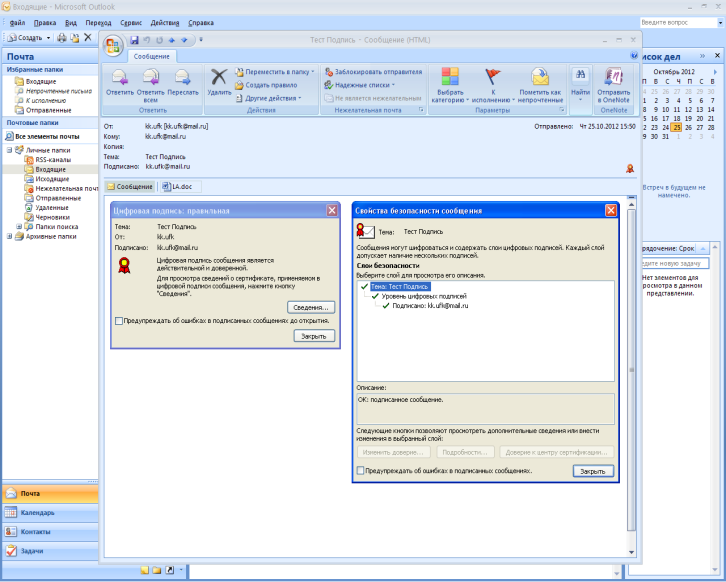 Входящие - Microsoft Outlook
Файл Правка Вид Переход Сервис Действия Справка
Введите вопрос
Создать
Почта
Избранные папки
Входящие
Непрочтенные письма
К исполнению
Отправленные
Почтовые папки
Все элементы почты
Личные папки
RSS-каналы
Входящие
Исходящие
Нежелательная поч
Отправленные
Удаленные
Черновики
Папки поиска
Архивные папки
Почта
Календарь
Контакты
Задачи
Тест Подпись - Сообщение (HTML)
Сообщение
Ответить
Ответить всем
Переслать
Ответить
Удалить
Переместить в папку
Создать правило
Другие действия
Действия
Заблокировать отправителя
Надежные списки
Не является нежелательным
Нежелательная почта
Выбрать категорию
К исполнению
Пометить как непрочтенные
Параметры
Найти
Отправить в OneNote
OneNote
От: kk.ufk [kk.ufk@mail.ru]
Отправлено: Чт 25.10.2012 15:50
Кому: kk.ufk@mail.ru
Копия:
Тема: Тест Подпись
Подписано: kk.ufk@mail.ru
Сообщение
LA.doc
Цифровая подпись: правильная
Тема: Тест Подпись
От: kk.ufk
Подписано: kk.ufk@mail.ru
Цифровая подпись сообщения является
действительной и доверенной.
Для просмотра сведений о сертификате, примененном в
цифровой подписи сообщения, нажмите кнопку
"Сведения".
Сведения...
Предупреждать об ошибках в подписанных сообщениях до открытия.
Закрыть
Свойства безопасности сообщения
Тема: Тест Подпись
Сообщения могут шифроваться и содержать слои цифровых подписей. Каждый слой
допускает наличие нескольких подписей.
Слои безопасности
Выберите слой для просмотра его описания.
Тема: Тест Подпись
Уровень цифровых подписей
Подписано: kk.ufk@mail.ru
Описание:
ОК: подписанное сообщение.
Следующие кнопки позволяют просмотреть дополнительные сведения или внести
изменения в выбранный слой:
Изменить доверие...
Подробности...
Доверие к центру сертификации...
Предупреждать об ошибках в подписанных сообщениях.
Закрыть
исок дел
Октябрь 2012
П В С Ч П С В
1 2 3 4 5 6 7
8 9 10 11 12 13 14
15 16 17 18 19 20 21
22 23 24 25 26 27 28
29 30 31 1 2 3 4
Встреч в будущем не
намечено.
рядочение: Срок
едите новую задачу
Нет элементов для
росмотра в данном
представлении.